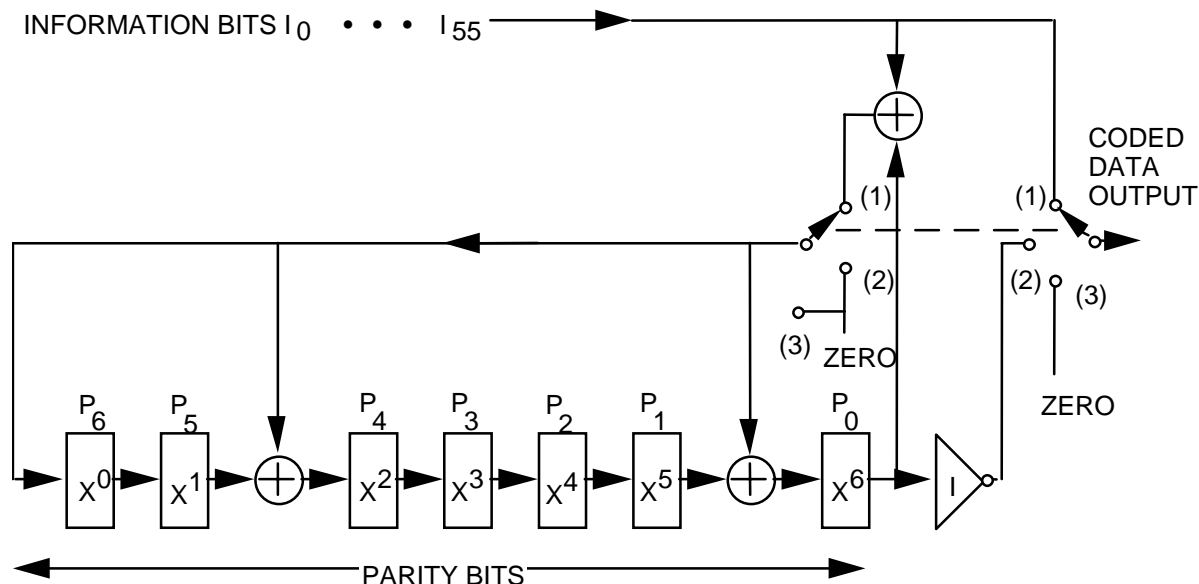 INFORMATION BITS I0 • • • I55
CODED
DATA
OUTPUT
(1)
(1)
(2)
(2)
(3)
(3)
ZERO
ZERO
P6 P5 P4 P3 P2 P1 P0
X0 X1 X2 X3 X4 X5 X6 I
PARITY BITS